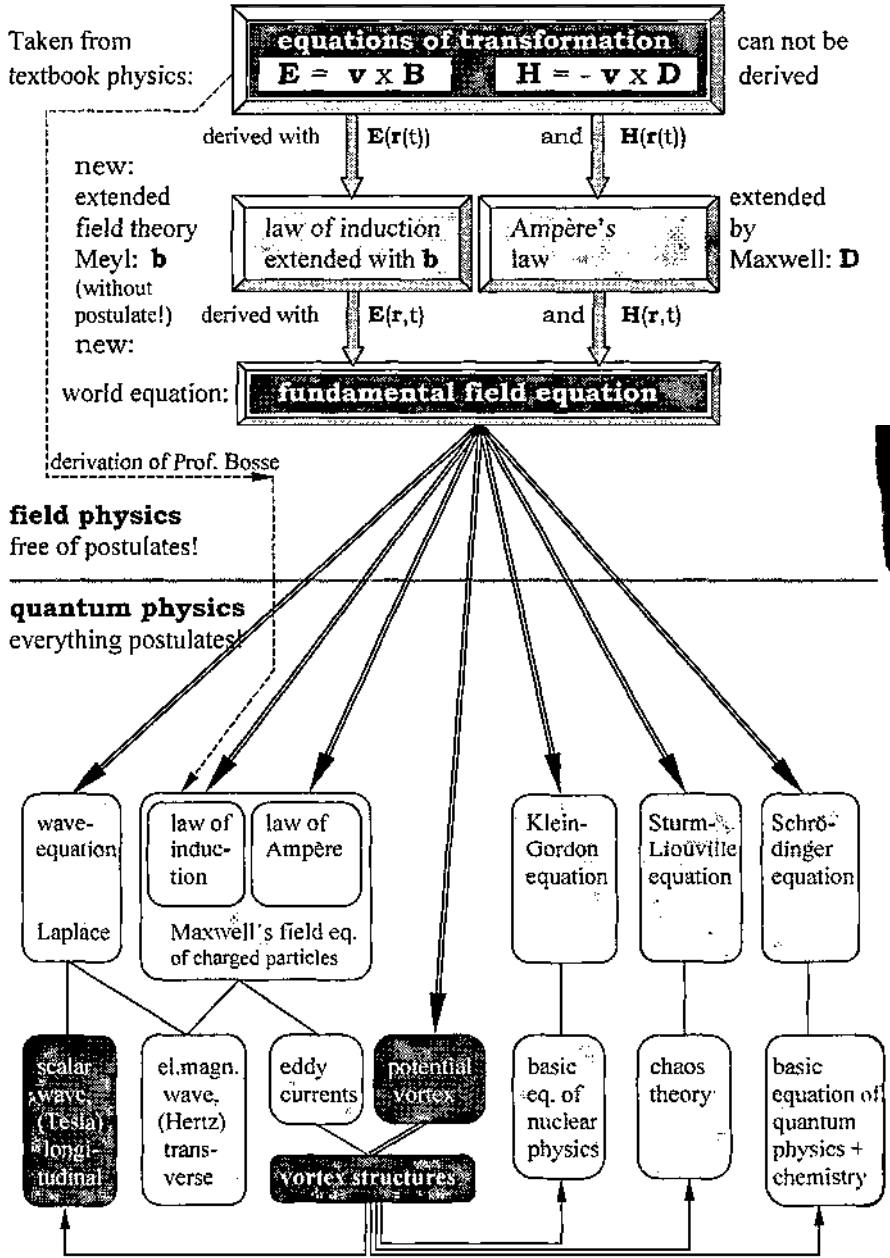 Taken from
textbook physics:
equations of transformation
E = v x B
H = - v x D
can not be
derived
derived with
E(r(t))
and
H(r(t))
new:
extended
field theory
Meyl: b
(without
postulate!)
new:
law of induction
extended with b
Ampère's
law
extended
by
Maxwell: D
derived with
E(r,t)
and
H(r,t)
world equation:
fundamental field equation
derivation of Prof. Bosse
field physics
free of postulates!
quantum physics
everything postulates!
wave-
equation
Laplace
law of
induc-
tion
law of
Ampère
Maxwell's field eq.
of charged particles
Klein-
Gordon
equation
Sturm-
Liouville
equation
Schrö-
dinger
equation
scalar
wave,
(Tesla)
longi-
tudinal
el.magn.
wave,
(Hertz)
trans-
verse
eddy
currents
potential
vortex
vortex structures
basic
eq. of
nuclear
physics
chaos
theory
basic
equation of
quantum
physics +
chemistry